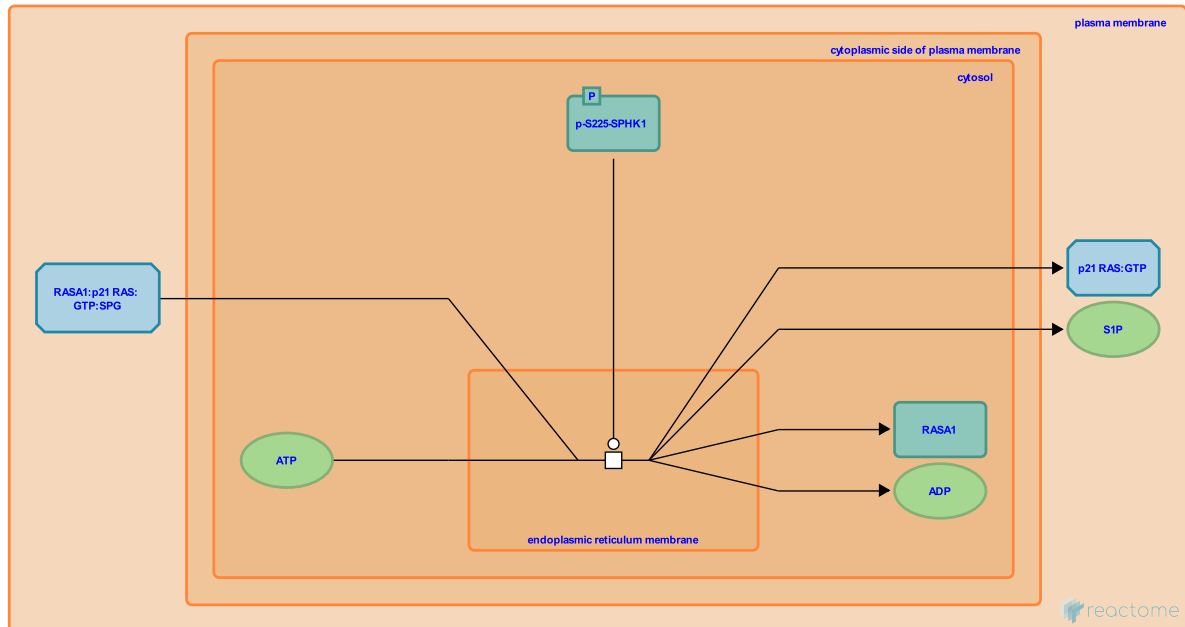 plasma membrane
cytoplasmic side of plasma membrane
cytosol
P
p-S225-SPHK1
RASA1:p21 RAS:
GTP:SPG
p21 RAS:GTP
S1P
RASA1
ATP
ADP
endoplasmic reticulum membrane
reactome